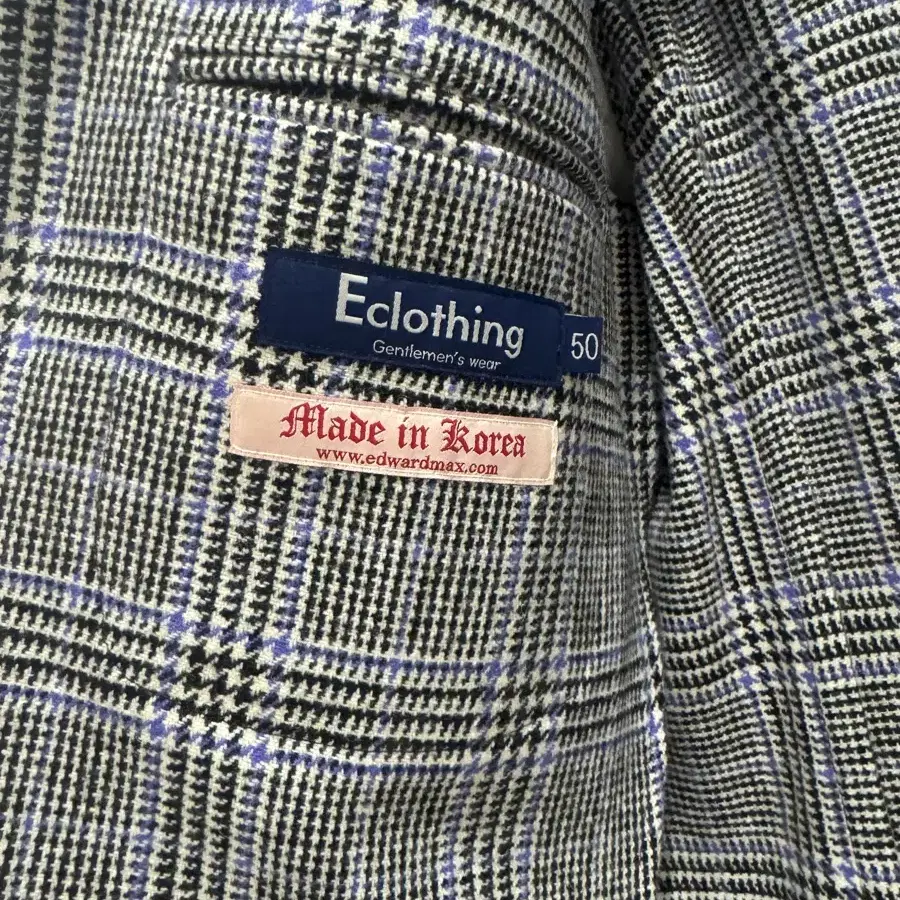 Eclothing
Gentlemen's wear
50
Made in Korea
www.edwardmax.com